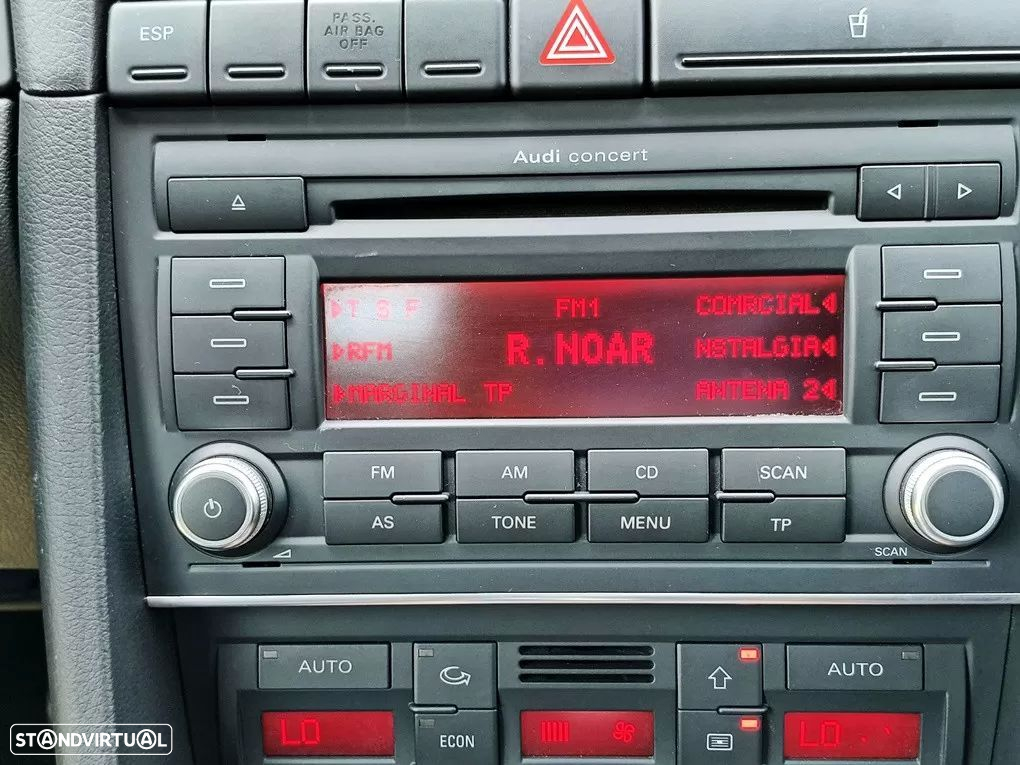 ESP
PASS.
AIR BAG
OFF
Audi concert
T S F FM1 COMRCIAL
RFM R.NOAR NSTALGIA
MARGINAL TP ANTENA 2
FM AM CD SCAN
AS TONE MENU TP
SCAN
AUTO AUTO
LO LO
ECON
STANDVIRTUAL